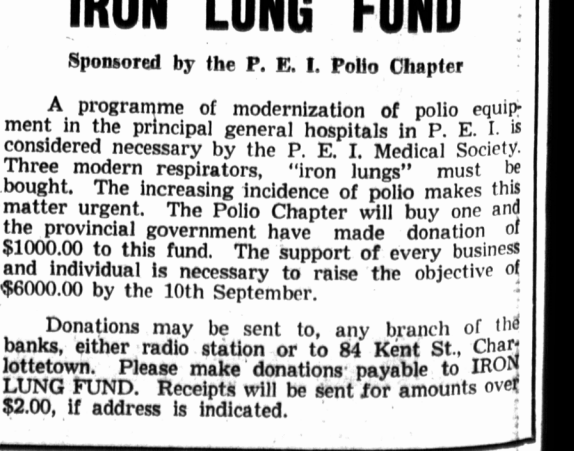 IRON LUNG FUND
Sponsored by the P. E. I. Polio Chapter
A programme of modernization of polio equip-
ment in the principal general hospitals in P. E. I. is
considered necessary by the P. E. I. Medical Society.
Three modern respirators, "iron lungs" must be
bought. The increasing incidence of polio makes this
matter urgent. The Polio Chapter will buy one and
the provincial government have made donation of
$1000.00 to this fund. The support of every business
and individual is necessary to raise the objective of
$6000.00 by the 10th September.
Donations may be sent to, any branch of the
banks, either radio station or to 84 Kent St., Char-
lottetown. Please make donations payable to IRON
LUNG FUND. Receipts will be sent for amounts over
$2.00, if address is indicated.